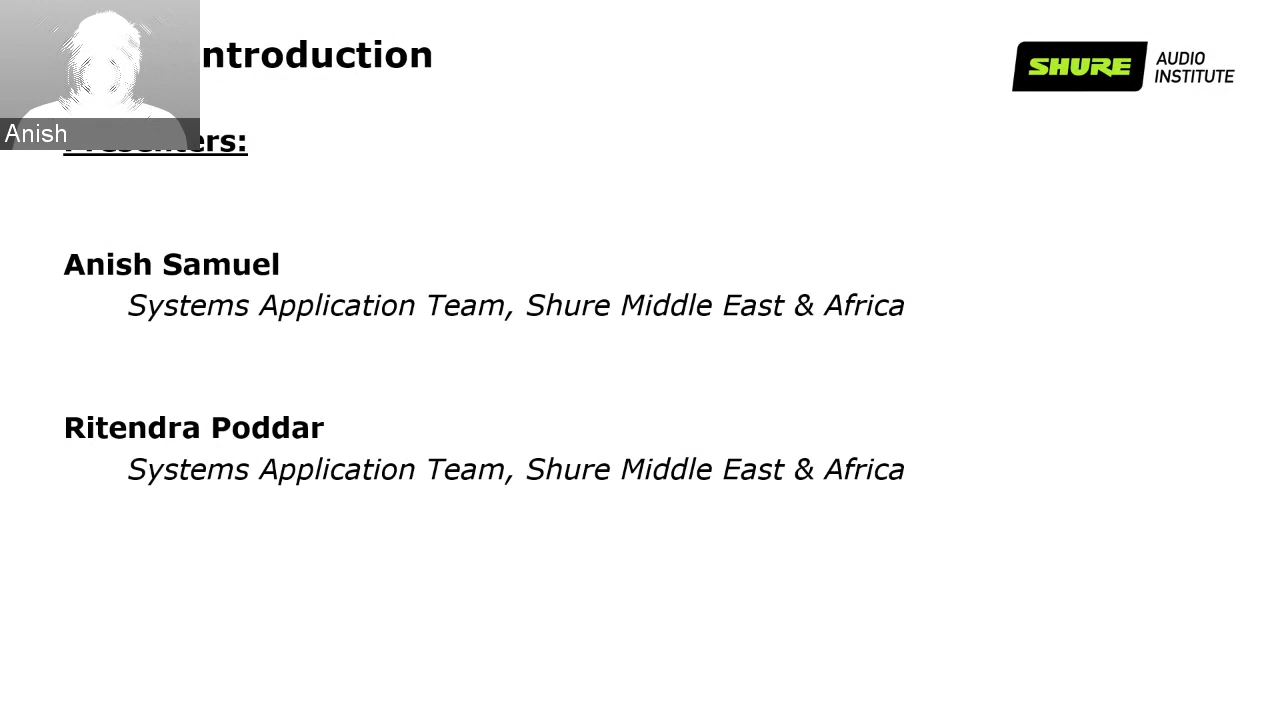 ntroduction
SHURE AUDIO INSTITUTE
Anish
Presenters:
Anish Samuel
Systems Application Team, Shure Middle East & Africa
Ritendra Poddar
Systems Application Team, Shure Middle East & Africa